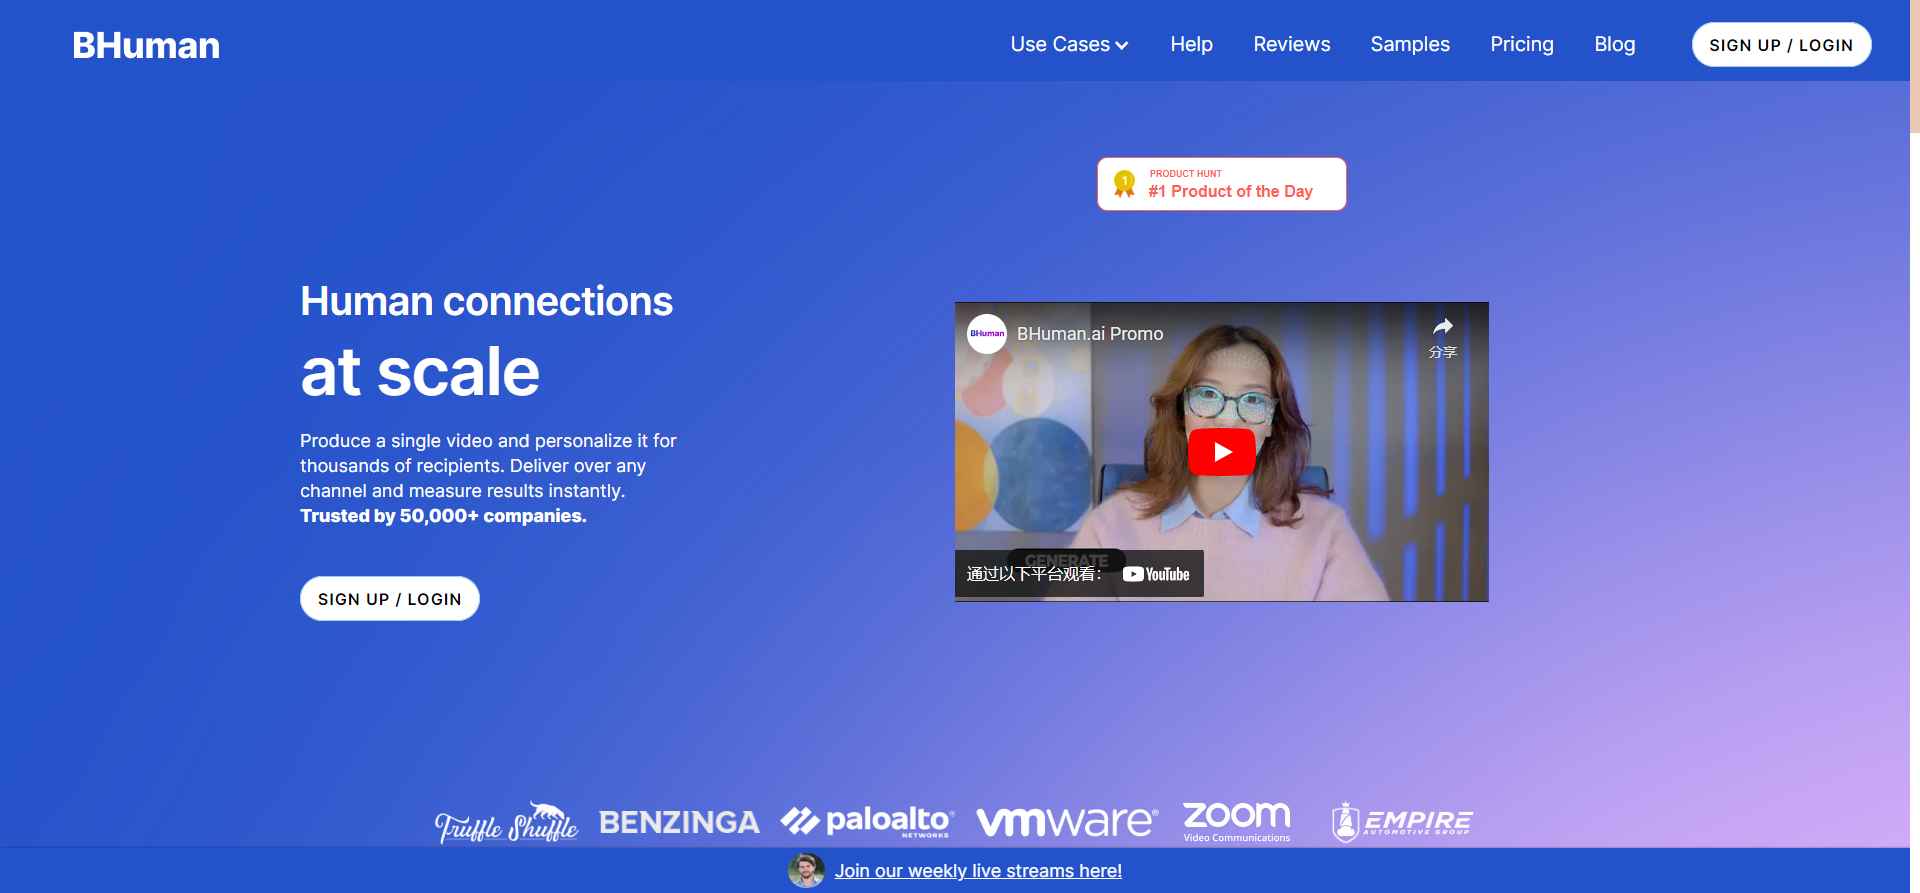 BHuman
Use Cases
Help
Reviews
Samples
Pricing
Blog
SIGN UP / LOGIN
PRODUCT HUNT
#1 Product of the Day
1
Human connections
at scale
Produce a single video and personalize it for
thousands of recipients. Deliver over any
channel and measure results instantly.
Trusted by 50,000+ companies.
SIGN UP / LOGIN
BHuman
BHuman.ai Promo
分享
GENERATE
通过以下平台观看：
YouTube
Truffle Shuffle
BENZINGA
paloalto®
NETWORKS
vmware®
zoom
Video Communications
EMPIRE
AUTOMOTIVE GROUP
Join our weekly live streams here!